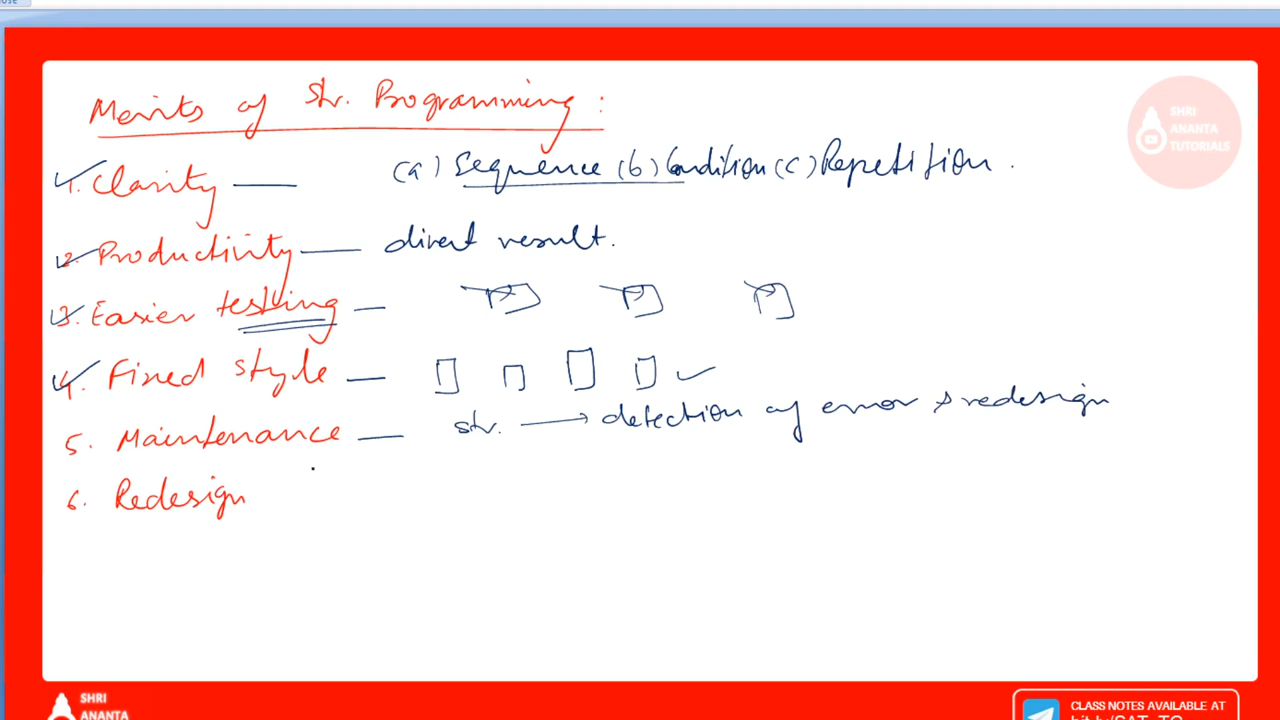 ose
Merits of Str. Programming :
SHRI
ANANTA
TUTORIALS
1. Clarity — (a) Sequence (b) Condition (c) Repetition .
2. Productivity — direct result.
3. Easier testing —
4. Fixed style —
5. Maintenance — str. → detection of error & redesign
6. Redesign
SHRI
ANANTA
CLASS NOTES AVAILABLE AT